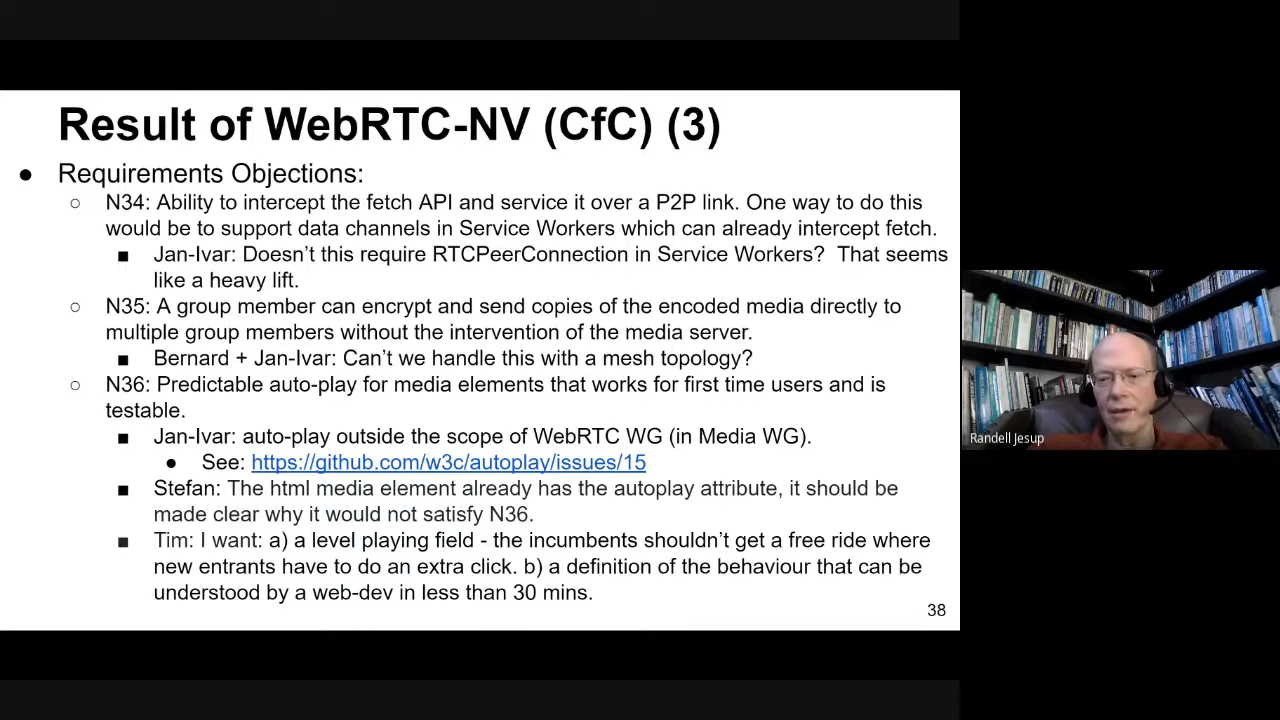 Result of WebRTC-NV (CfC) (3)
● Requirements Objections:
○ N34: Ability to intercept the fetch API and service it over a P2P link. One way to do this
would be to support data channels in Service Workers which can already intercept fetch.
■ Jan-Ivar: Doesn’t this require RTCPeerConnection in Service Workers?  That seems
like a heavy lift.
○ N35: A group member can encrypt and send copies of the encoded media directly to
multiple group members without the intervention of the media server.
■ Bernard + Jan-Ivar: Can’t we handle this with a mesh topology?
○ N36: Predictable auto-play for media elements that works for first time users and is
testable.
■ Jan-Ivar: auto-play outside the scope of WebRTC WG (in Media WG).
● See: https://github.com/w3c/autoplay/issues/15
■ Stefan: The html media element already has the autoplay attribute, it should be
made clear why it would not satisfy N36.
■ Tim: I want: a) a level playing field - the incumbents shouldn’t get a free ride where
new entrants have to do an extra click. b) a definition of the behaviour that can be
understood by a web-dev in less than 30 mins.
38
Randell Jesup